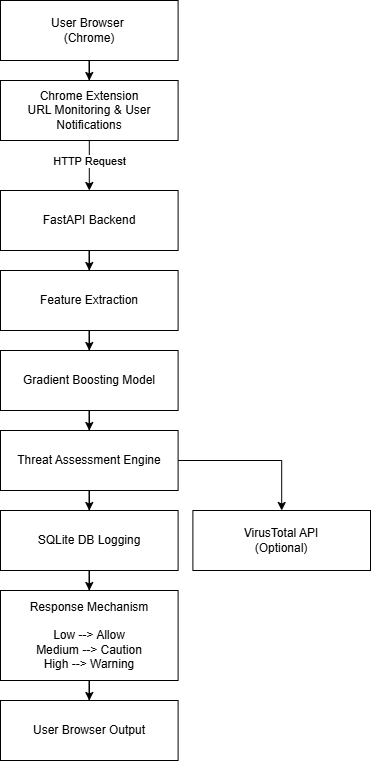 User Browser
(Chrome)
Chrome Extension
URL Monitoring & User
Notifications
HTTP Request
FastAPI Backend
Feature Extraction
Gradient Boosting Model
Threat Assessment Engine
SQLite DB Logging
VirusTotal API
(Optional)
Response Mechanism
Low --> Allow
Medium --> Caution
High --> Warning
User Browser Output